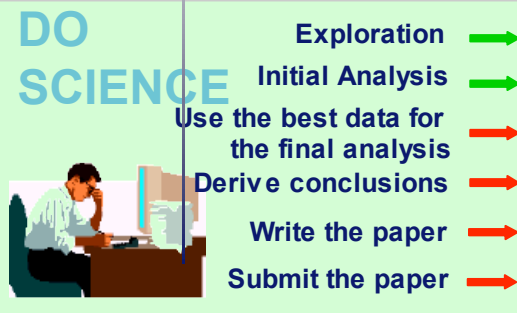 DO
SCIENCE
Exploration
Initial Analysis
Use the best data for
the final analysis
Derive conclusions
Write the paper
Submit the paper